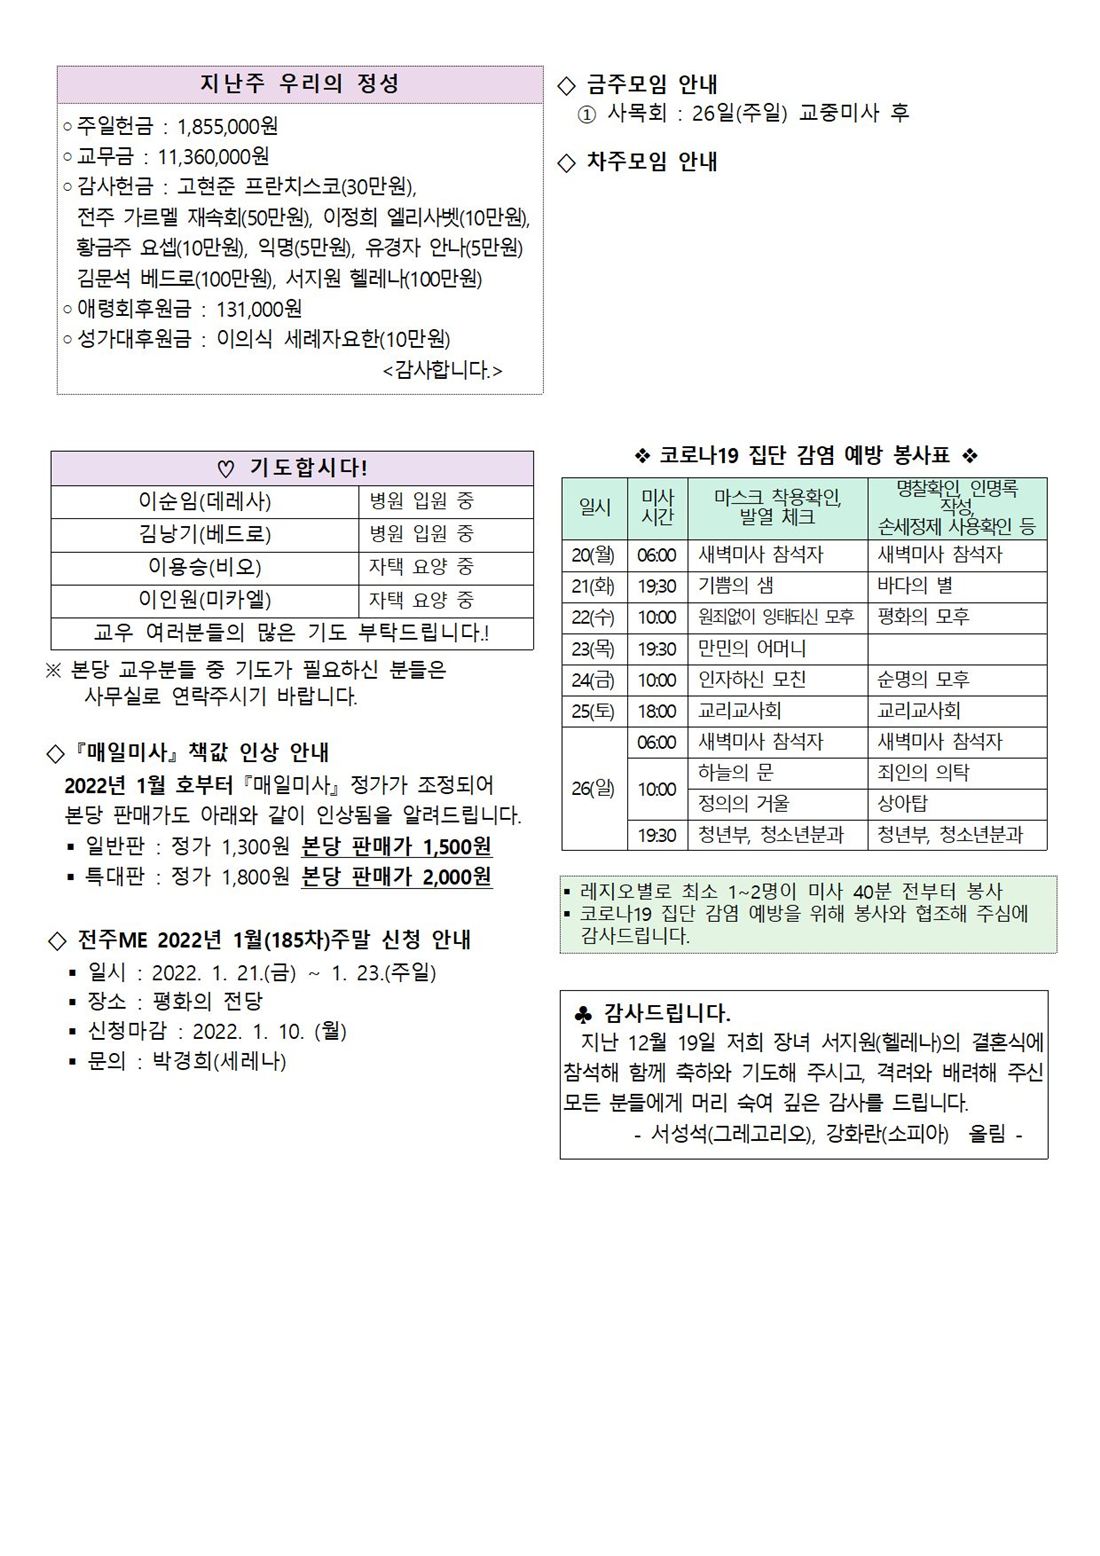 지난주 우리의 정성
○ 주일헌금 : 1,855,000원
○ 교무금 : 11,360,000원
○ 감사헌금 : 고현준 프란치스코(30만원),
전주 가르멜 재속회(50만원), 이정희 엘리사벳(10만원),
황금주 요셉(10만원), 익명(5만원), 유경자 안나(5만원)
김문석 베드로(100만원), 서지원 헬레나(100만원)
○ 애령회후원금 : 131,000원
○ 성가대후원금 : 이의식 세례자요한(10만원)
<감사합니다.>
♡ 기도합시다!
이순임(데레사) 병원 입원 중
김낭기(베드로) 병원 입원 중
이용승(비오) 자택 요양 중
이인원(미카엘) 자택 요양 중
교우 여러분들의 많은 기도 부탁드립니다.!
※ 본당 교우분들 중 기도가 필요하신 분들은
사무실로 연락주시기 바랍니다.
◇『매일미사』책값 인상 안내
2022년 1월 호부터『매일미사』정가가 조정되어
본당 판매가도 아래와 같이 인상됨을 알려드립니다.
▪ 일반판 : 정가 1,300원 본당 판매가 1,500원
▪ 특대판 : 정가 1,800원 본당 판매가 2,000원
◇ 전주ME 2022년 1월(185차)주말 신청 안내
▪ 일시 : 2022. 1. 21.(금) ~ 1. 23.(주일)
▪ 장소 : 평화의 전당
▪ 신청마감 : 2022. 1. 10. (월)
▪ 문의 : 박경희(세레나)
◇ 금주모임 안내
① 사목회 : 26일(주일) 교중미사 후
◇ 차주모임 안내
❖ 코로나19 집단 감염 예방 봉사표 ❖
일시 미사 시간 마스크 착용확인, 발열 체크 명찰확인, 인명록 작성, 손세정제 사용확인 등
20(월) 06:00 새벽미사 참석자 새벽미사 참석자
21(화) 19;30 기쁨의 샘 바다의 별
22(수) 10:00 원죄없이 잉태되신 모후 평화의 모후
23(목) 19:30 만민의 어머니
24(금) 10:00 인자하신 모친 순명의 모후
25(토) 18:00 교리교사회 교리교사회
26(일) 06:00 새벽미사 참석자 새벽미사 참석자
10:00 하늘의 문 죄인의 의탁
정의의 거울 상아탑
19:30 청년부, 청소년분과 청년부, 청소년분과
▪ 레지오별로 최소 1~2명이 미사 40분 전부터 봉사
▪ 코로나19 집단 감염 예방을 위해 봉사와 협조해 주심에
감사드립니다.
♣ 감사드립니다.
지난 12월 19일 저희 장녀 서지원(헬레나)의 결혼식에
참석해 함께 축하와 기도해 주시고, 격려와 배려해 주신
모든 분들에게 머리 숙여 깊은 감사를 드립니다.
- 서성석(그레고리오), 강화란(소피아) 올림 -